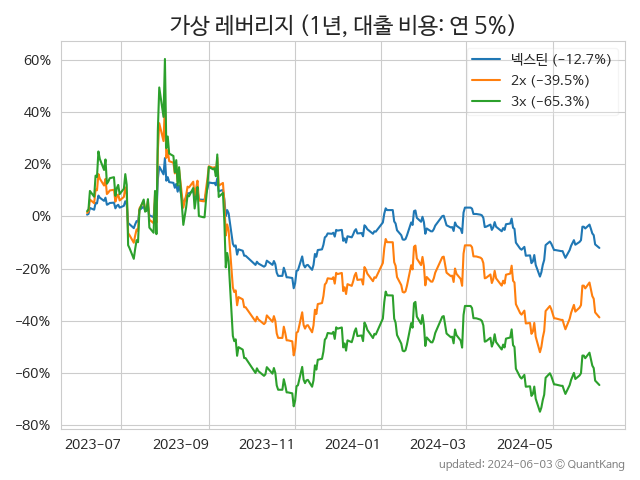 가상 레버리지 (1년, 대출 비용: 연 5%)
넥스틴 (−12.7%)
2x (−39.5%)
3x (−65.3%)
60%
40%
20%
0%
−20%
−40%
−60%
−80%
2023-07
2023-09
2023-11
2024-01
2024-03
2024-05
updated: 2024-06-03 © QuantKang